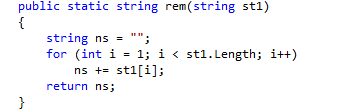 public static string rem(string st1)
{
    string ns = "";
    for (int i = 1; i < st1.Length; i++)
        ns += st1[i];
    return ns;
}